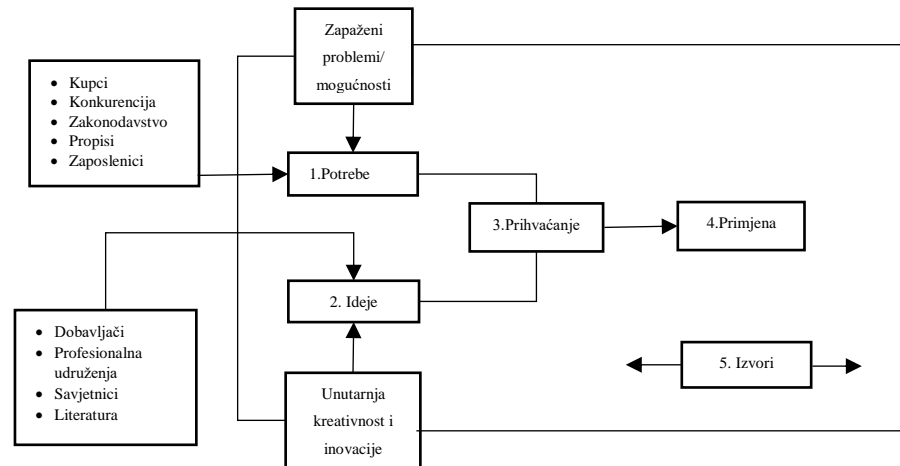 Zapaženi
problemi/
mogućnosti
• Kupci
• Konkurencija
• Zakonodavstvo
• Propisi
• Zaposlenici
1.Potrebe
3.Prihvaćanje
4.Primjena
2. Ideje
• Dobavljači
• Profesionalna
udruženja
• Savjetnici
• Literatura
5. Izvori
Unutarnja
kreativnost i
inovacije